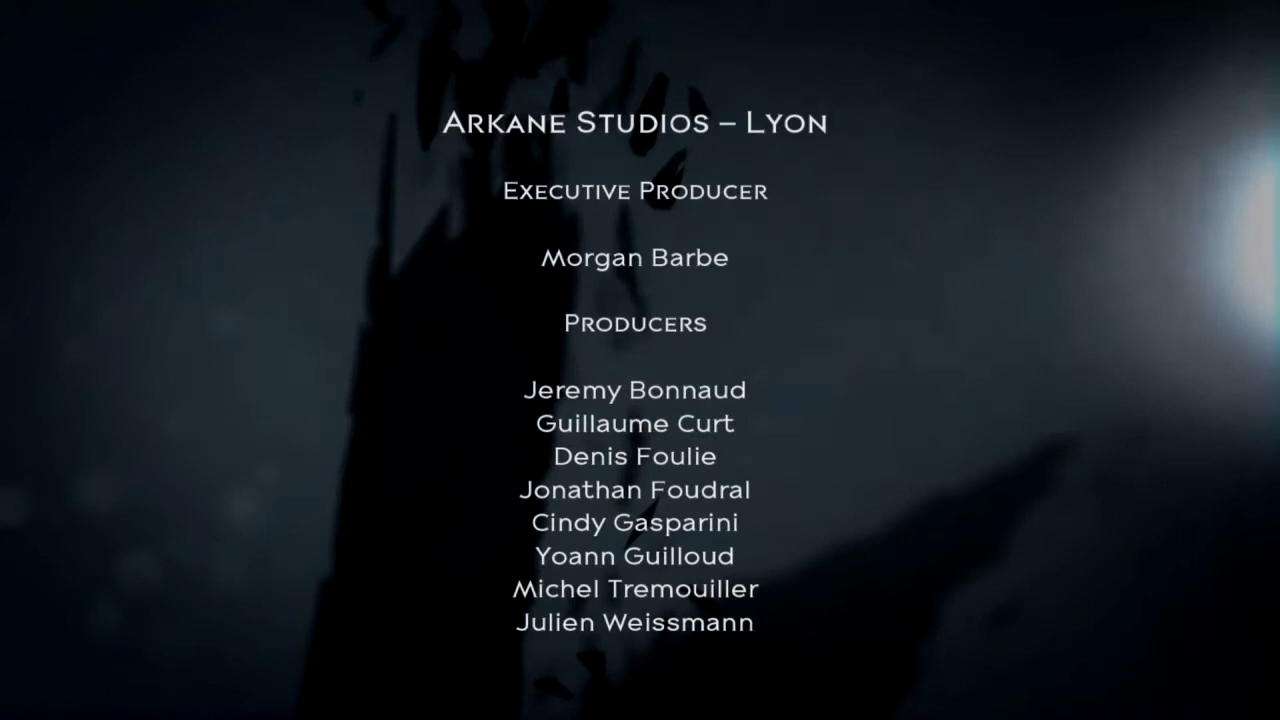 Arkane Studios – Lyon
Executive Producer
Morgan Barbe
Producers
Jeremy Bonnaud
Guillaume Curt
Denis Foulie
Jonathan Foudral
Cindy Gasparini
Yoann Guilloud
Michel Tremouiller
Julien Weissmann